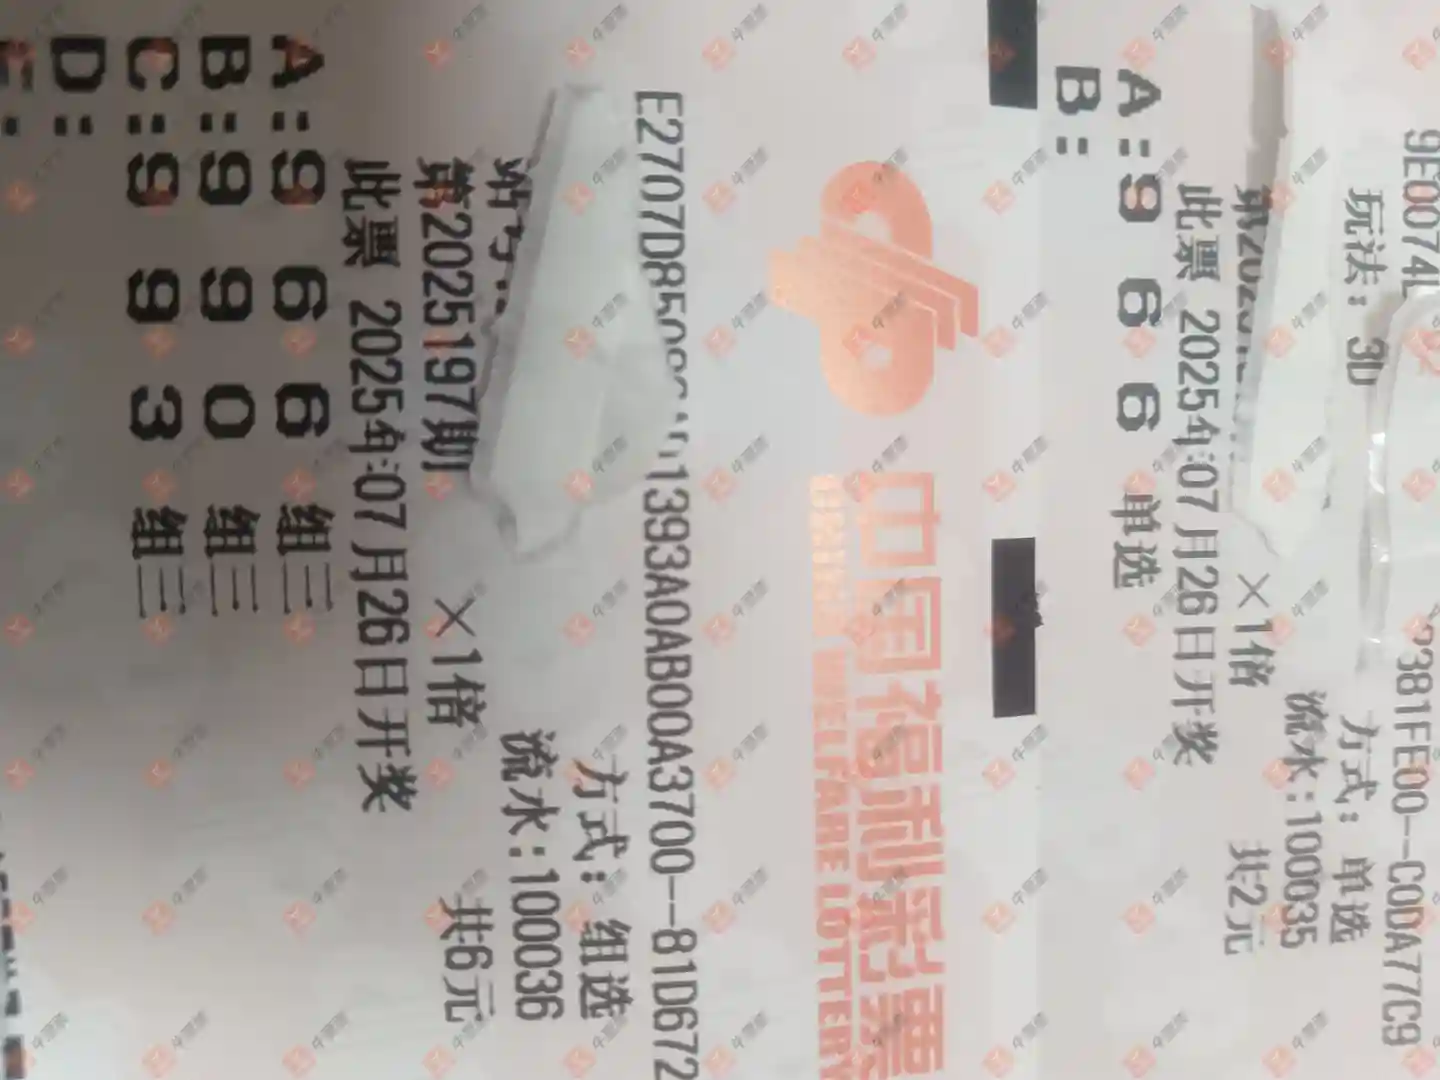 9E0074
3381FE00--C0DA77C9
玩法: 3D
方式: 单选
流水:100035
×1倍
共2元
此票 2025年07月26日开奖
A:9 6 6 单选
B:
中国福利彩票
CHINA WELFARE LOTTERY
E2707D850
1393A0AB00A3700--81D672
方式: 组选
流水:100036
第2025197期
×1倍
共6元
此票 2025年07月26日开奖
A:9 6 6 组三
B:9 9 0 组三
C:9 9 3 组三
D:
E: